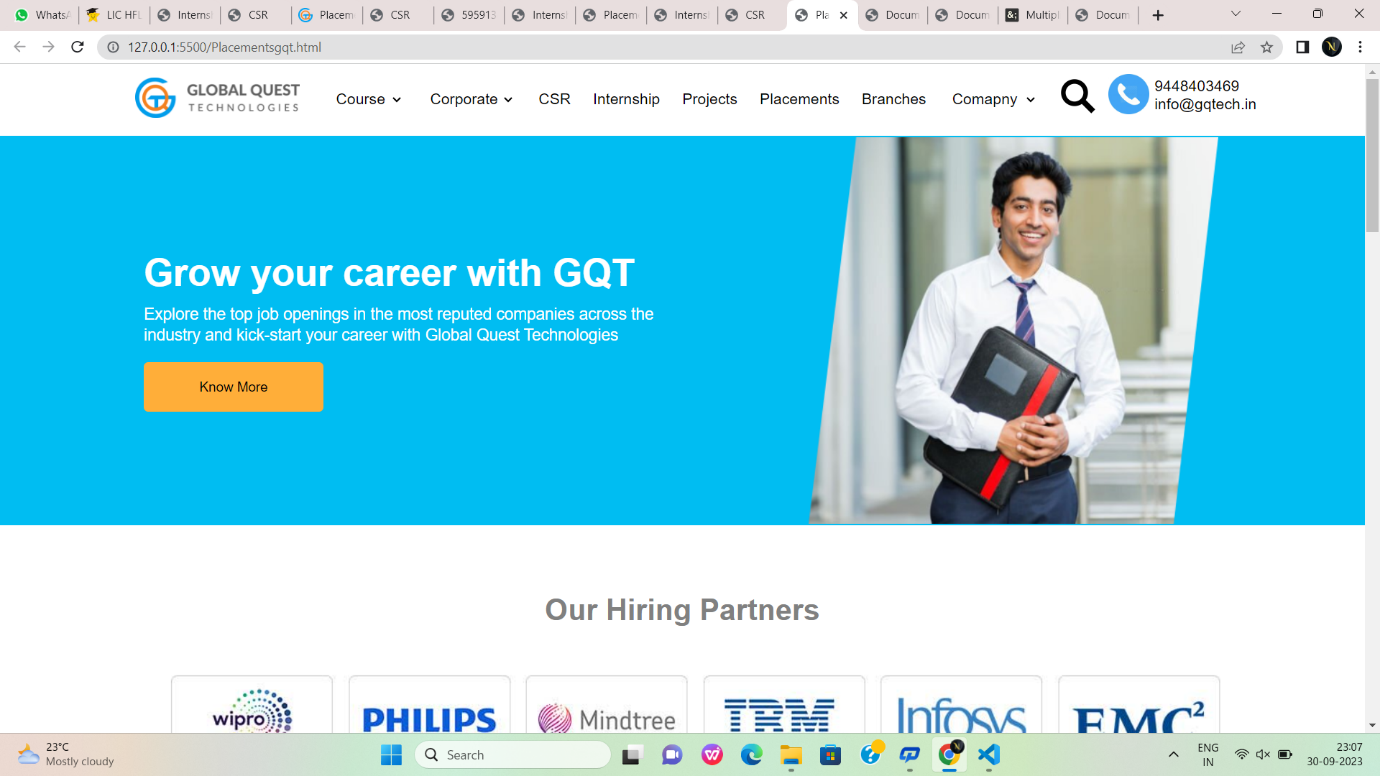 WhatsA
LIC HFL
Interns
CSR
Placem
CSR
595913
Interns
Placem
Interns
CSR
Pla
Docum
Docum
Multipl
Docum
127.0.0.1:5500/Placementsgqt.html
GLOBAL QUEST
TECHNOLOGIES
Course
Corporate
CSR
Internship
Projects
Placements
Branches
Comapny
9448403469
info@gqtech.in
Grow your career with GQT
Explore the top job openings in the most reputed companies across the
industry and kick-start your career with Global Quest Technologies
Know More
Our Hiring Partners
wipro
PHILIPS
Mindtree
IBM
Infosys
EMC²
23°C
Mostly cloudy
Search
ENG
IN
23:07
30-09-2023